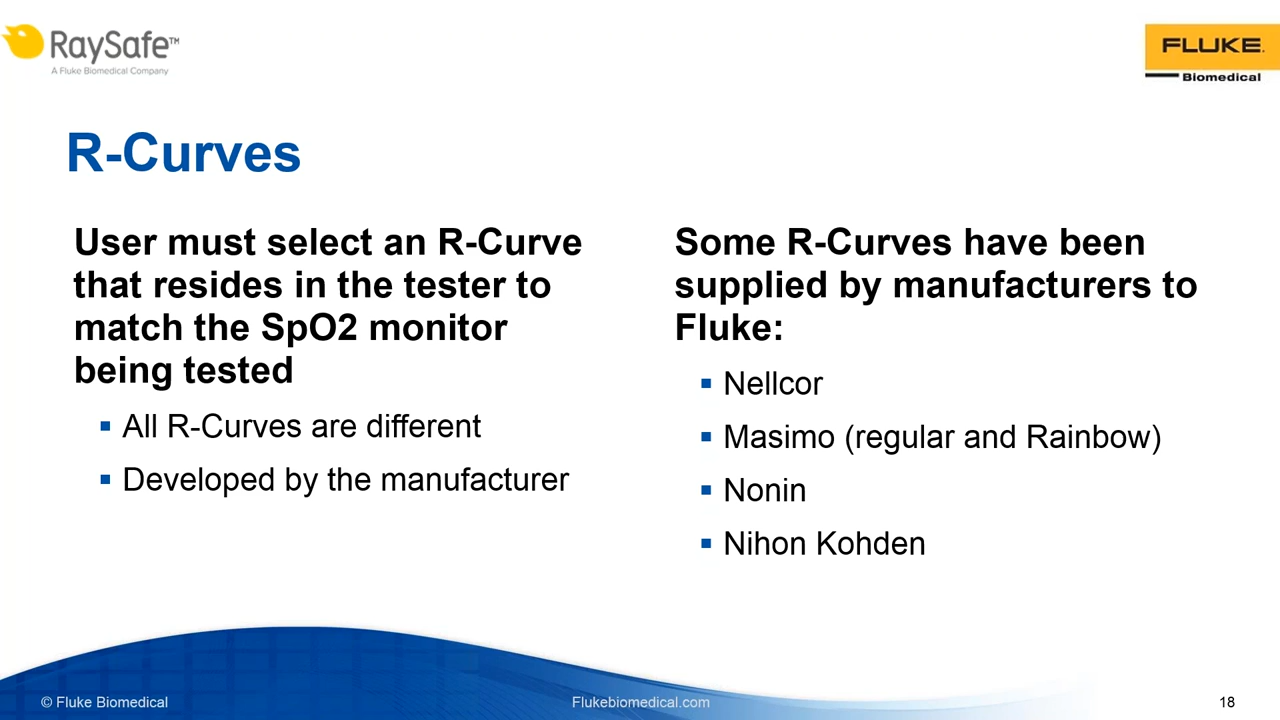 RaySafe™
A Fluke Biomedical Company
FLUKE®
Biomedical
R-Curves
User must select an R-Curve
that resides in the tester to
match the SpO2 monitor
being tested
▪ All R-Curves are different
▪ Developed by the manufacturer
Some R-Curves have been
supplied by manufacturers to
Fluke:
▪ Nellcor
▪ Masimo (regular and Rainbow)
▪ Nonin
▪ Nihon Kohden
© Fluke Biomedical
Flukebiomedical.com
18